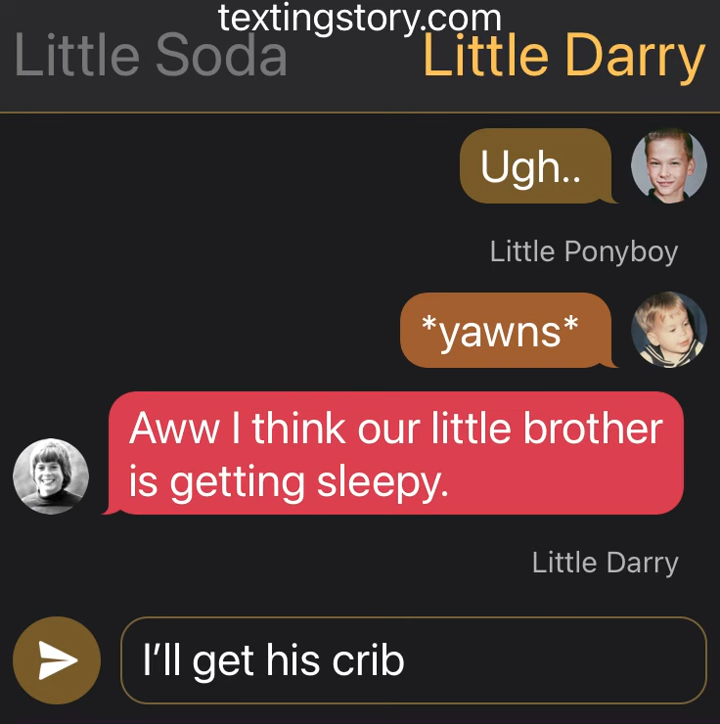 textingstory.com
Little Soda
Little Darry
Ugh..
Little Ponyboy
*yawns*
Aww I think our little brother
is getting sleepy.
Little Darry
I'll get his crib